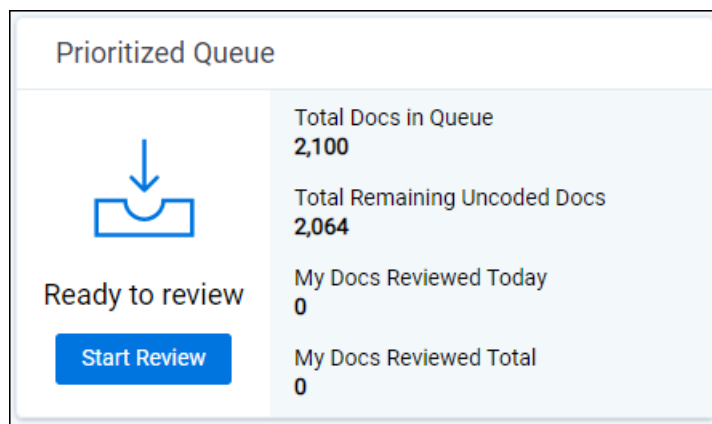 Prioritized Queue
Ready to review
Start Review
Total Docs in Queue
2,100
Total Remaining Uncoded Docs
2,064
My Docs Reviewed Today
0
My Docs Reviewed Total
0